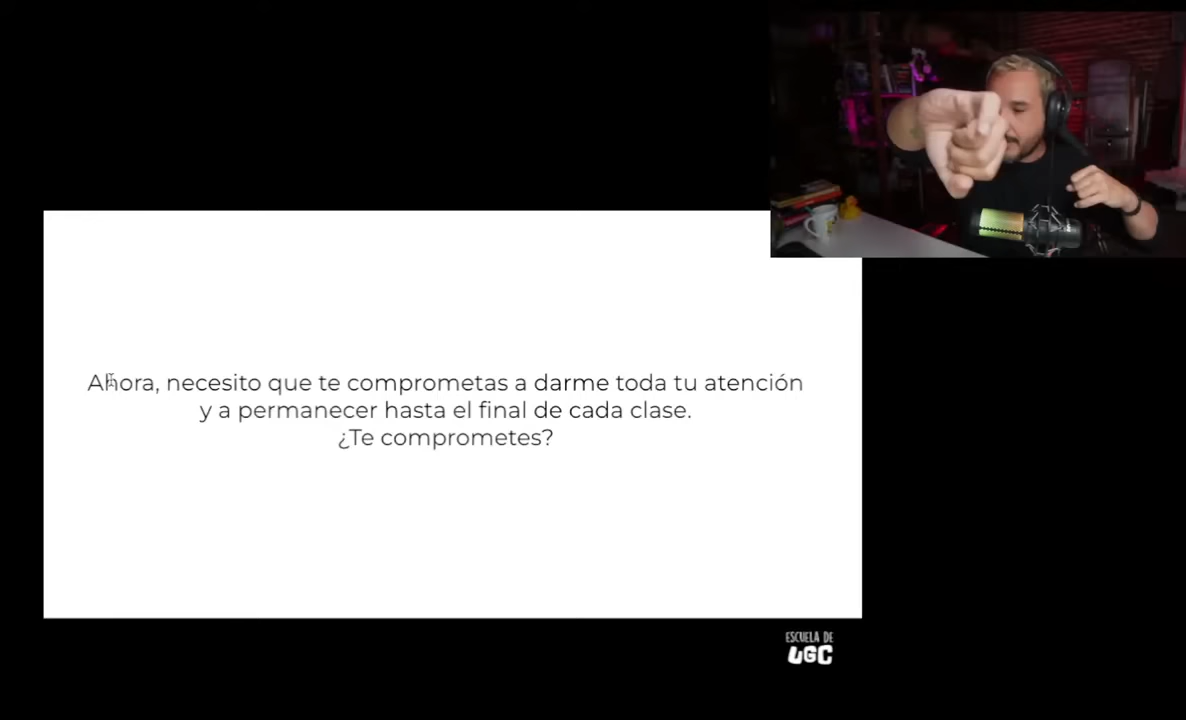 Ahora, necesito que te comprometas a darme toda tu atención
y a permanecer hasta el final de cada clase.
¿Te comprometes?
ESCUELA DE
UGC